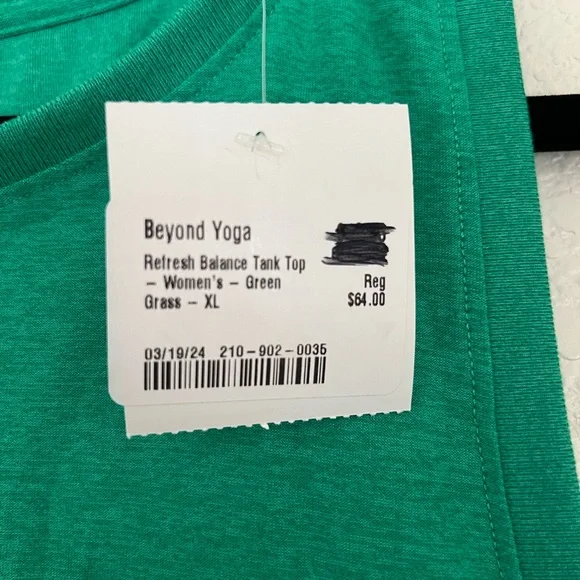 Beyond Yoga
Refresh Balance Tank Top
– Women's – Green
Grass – XL
Reg
$64.00
03/19/24 210-902-0035